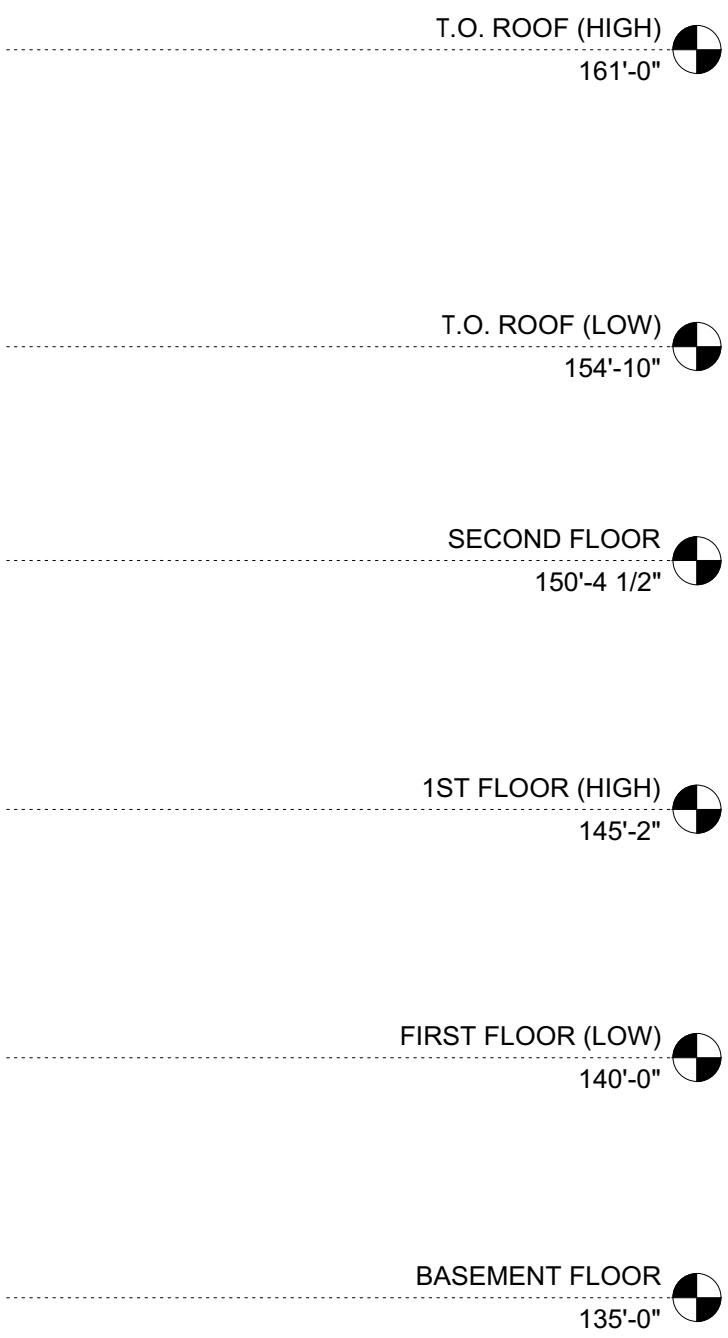 T.O. ROOF (HIGH)
161'-0"
T.O. ROOF (LOW)
154'-10"
SECOND FLOOR
150'-4 1/2"
1ST FLOOR (HIGH)
145'-2"
FIRST FLOOR (LOW)
140'-0"
BASEMENT FLOOR
135'-0"